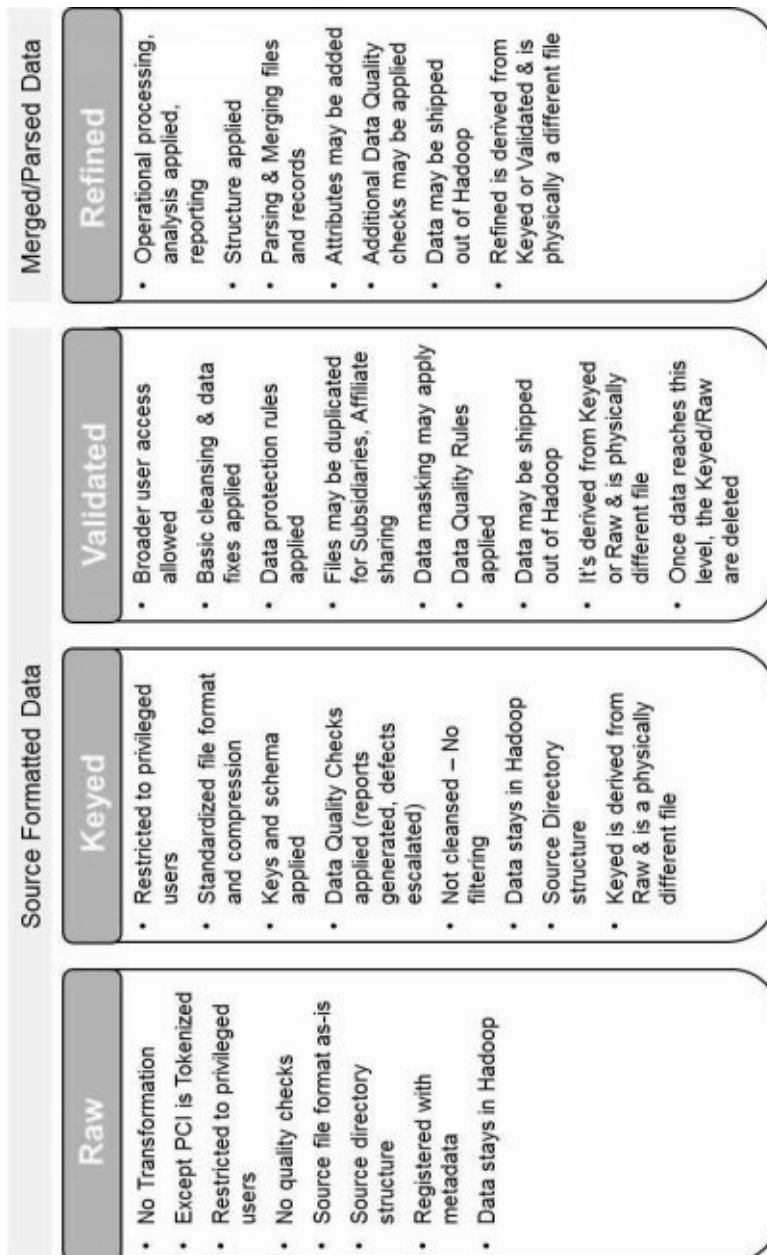 Source Formatted Data
Merged/Parsed Data
Raw
• No Transformation
• Except PCI is Tokenized
• Restricted to privileged
users
• No quality checks
• Source file format as-is
• Source directory
structure
• Registered with
metadata
• Data stays in Hadoop
Keyed
• Restricted to privileged
users
• Standardized file format
and compression
• Keys and schema
applied
• Data Quality Checks
applied (reports
generated, defects
escalated)
• Not cleansed – No
filtering
• Data stays in Hadoop
• Source Directory
structure
• Keyed is derived from
Raw & is a physically
different file
Validated
• Broader user access
allowed
• Basic cleansing & data
fixes applied
• Data protection rules
applied
• Files may be duplicated
for Subsidiaries, Affiliate
sharing
• Data masking may apply
• Data Quality Rules
applied
• Data may be shipped
out of Hadoop
• It's derived from Keyed
or Raw & is physically
different file
• Once data reaches this
level, the Keyed/Raw
are deleted
Refined
• Operational processing,
analysis applied,
reporting
• Structure applied
• Parsing & Merging files
and records
• Attributes may be added
• Additional Data Quality
checks may be applied
• Data may be shipped
out of Hadoop
• Refined is derived from
Keyed or Validated & is
physically a different file